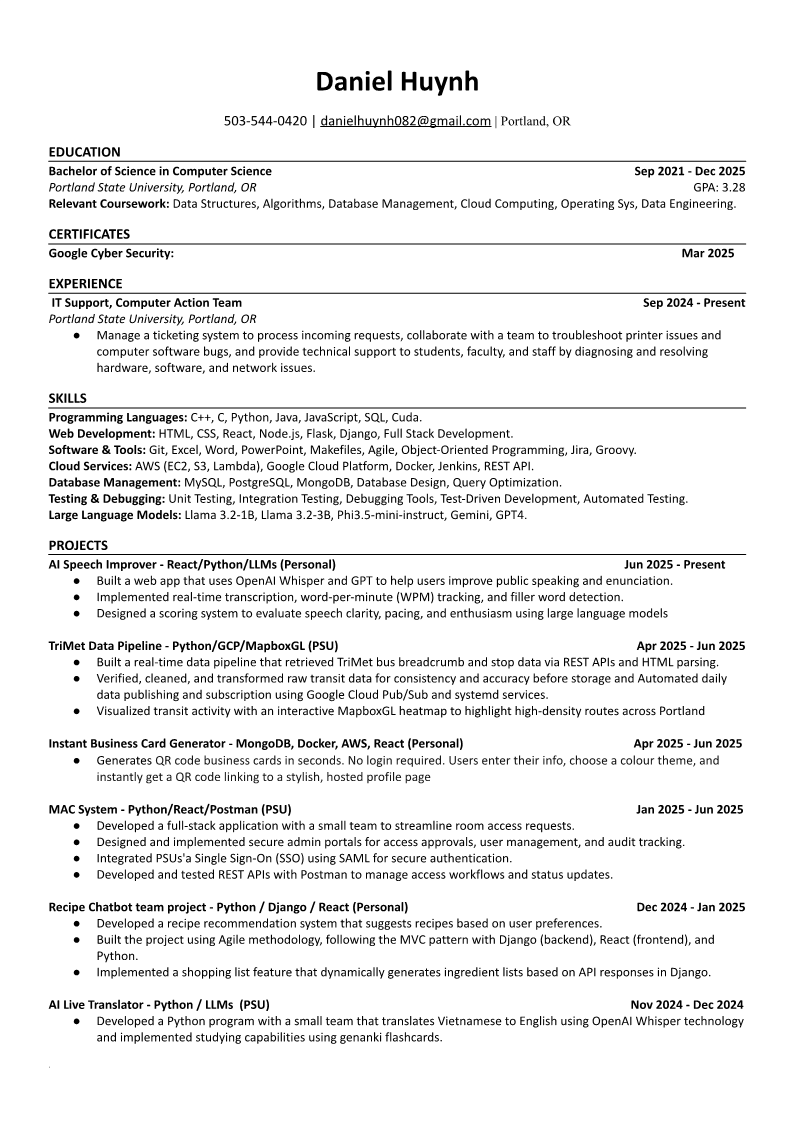 Daniel Huynh
503-544-0420 | danielhuynh082@gmail.com | Portland, OR
EDUCATION
Bachelor of Science in Computer Science Sep 2021 - Dec 2025
Portland State University, Portland, OR GPA: 3.28
Relevant Coursework: Data Structures, Algorithms, Database Management, Cloud Computing, Operating Sys, Data Engineering.
CERTIFICATES
Google Cyber Security: Mar 2025
EXPERIENCE
IT Support, Computer Action Team Sep 2024 - Present
Portland State University, Portland, OR
● Manage a ticketing system to process incoming requests, collaborate with a team to troubleshoot printer issues and
computer software bugs, and provide technical support to students, faculty, and staff by diagnosing and resolving
hardware, software, and network issues.
SKILLS
Programming Languages: C++, C, Python, Java, JavaScript, SQL, Cuda.
Web Development: HTML, CSS, React, Node.js, Flask, Django, Full Stack Development.
Software & Tools: Git, Excel, Word, PowerPoint, Makefiles, Agile, Object-Oriented Programming, Jira, Groovy.
Cloud Services: AWS (EC2, S3, Lambda), Google Cloud Platform, Docker, Jenkins, REST API.
Database Management: MySQL, PostgreSQL, MongoDB, Database Design, Query Optimization.
Testing & Debugging: Unit Testing, Integration Testing, Debugging Tools, Test-Driven Development, Automated Testing.
Large Language Models: Llama 3.2-1B, Llama 3.2-3B, Phi3.5-mini-instruct, Gemini, GPT4.
PROJECTS
AI Speech Improver - React/Python/LLMs (Personal) Jun 2025 - Present
● Built a web app that uses OpenAI Whisper and GPT to help users improve public speaking and enunciation.
● Implemented real-time transcription, word-per-minute (WPM) tracking, and filler word detection.
● Designed a scoring system to evaluate speech clarity, pacing, and enthusiasm using large language models
TriMet Data Pipeline - Python/GCP/MapboxGL (PSU) Apr 2025 - Jun 2025
● Built a real-time data pipeline that retrieved TriMet bus breadcrumb and stop data via REST APIs and HTML parsing.
● Verified, cleaned, and transformed raw transit data for consistency and accuracy before storage and Automated daily
data publishing and subscription using Google Cloud Pub/Sub and systemd services.
● Visualized transit activity with an interactive MapboxGL heatmap to highlight high-density routes across Portland
Instant Business Card Generator - MongoDB, Docker, AWS, React (Personal) Apr 2025 - Jun 2025
● Generates QR code business cards in seconds. No login required. Users enter their info, choose a colour theme, and
instantly get a QR code linking to a stylish, hosted profile page
MAC System - Python/React/Postman (PSU) Jan 2025 - Jun 2025
● Developed a full-stack application with a small team to streamline room access requests.
● Designed and implemented secure admin portals for access approvals, user management, and audit tracking.
● Integrated PSUs'a Single Sign-On (SSO) using SAML for secure authentication.
● Developed and tested REST APIs with Postman to manage access workflows and status updates.
Recipe Chatbot team project - Python / Django / React (Personal) Dec 2024 - Jan 2025
● Developed a recipe recommendation system that suggests recipes based on user preferences.
● Built the project using Agile methodology, following the MVC pattern with Django (backend), React (frontend), and
Python.
● Implemented a shopping list feature that dynamically generates ingredient lists based on API responses in Django.
AI Live Translator - Python / LLMs (PSU) Nov 2024 - Dec 2024
● Developed a Python program with a small team that translates Vietnamese to English using OpenAI Whisper technology
and implemented studying capabilities using genanki flashcards.